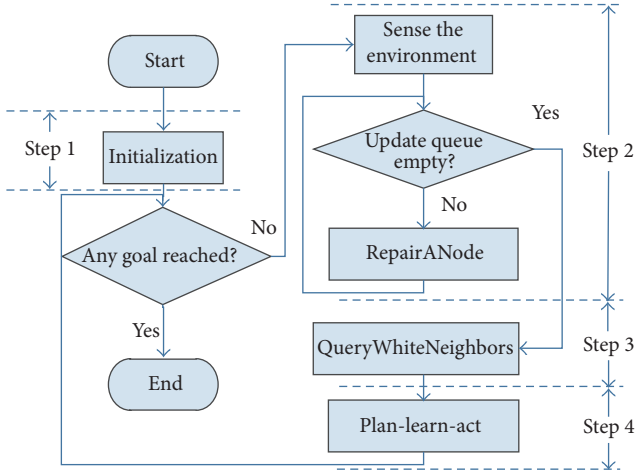 Start
Step 1
Initialization
Any goal reached?
No
Yes
End
Sense the
environment
Update queue
empty?
Yes
No
RepairANode
Step 2
QueryWhiteNeighbors
Step 3
Plan-learn-act
Step 4